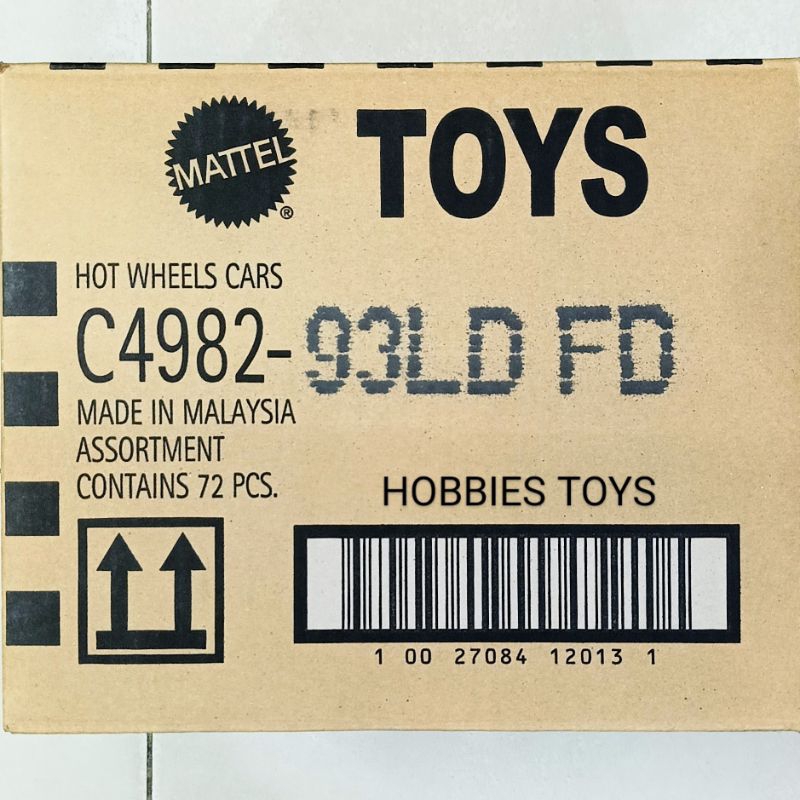 MATTEL® TOYS
HOT WHEELS CARS
C4982-93LD FD
MADE IN MALAYSIA
ASSORTMENT
CONTAINS 72 PCS.
HOBBIES TOYS
1 00 27084 12013 1